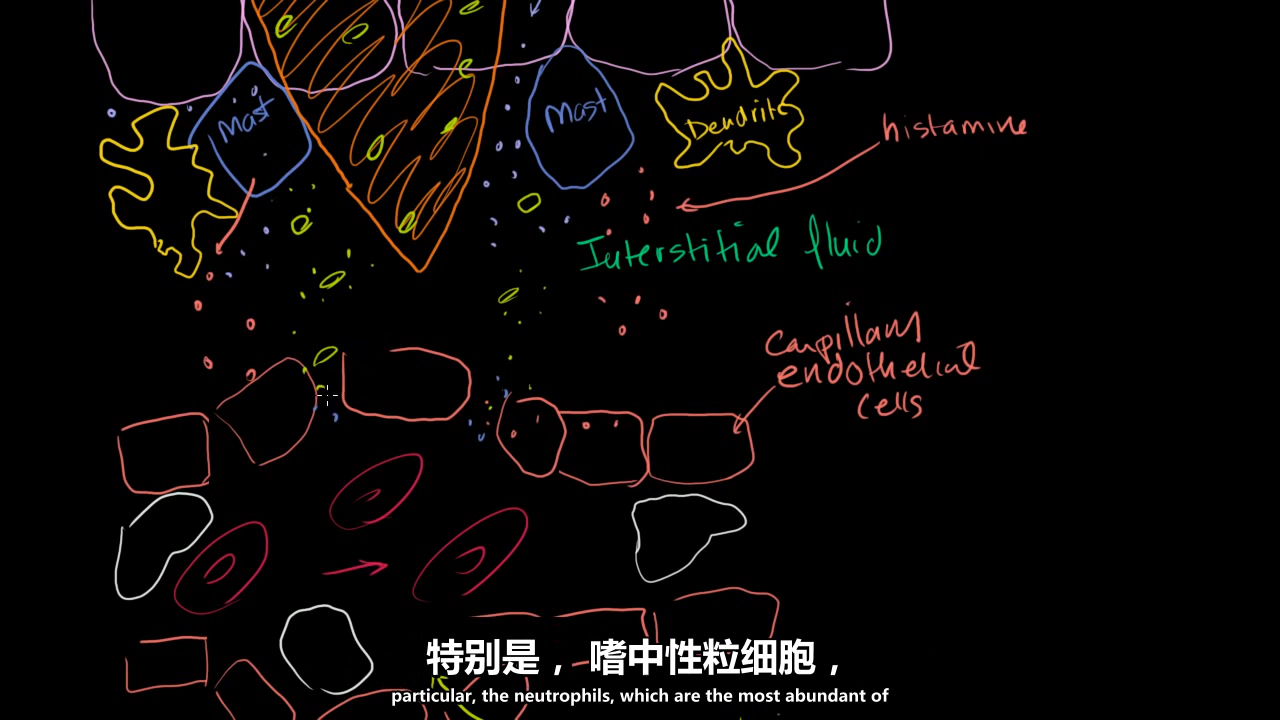 Mast
Mast
Dendritic
histamine
Interstitial fluid
Capillary
endothelial
cells
特别是，嗜中性粒细胞，
particular, the neutrophils, which are the most abundant of